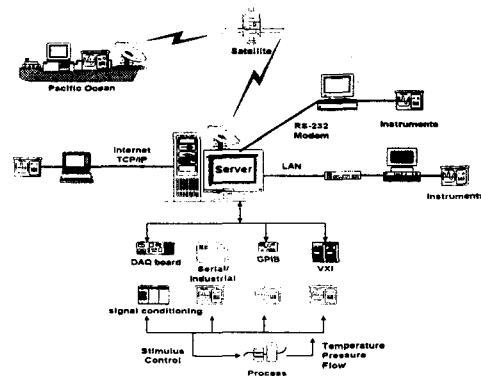 Satellite
Pacific Ocean
RS-232
Modem
Instruments
Internet
TCP/IP
Server
LAN
Instruments
DAQ board
Serial/
Industrial
GPIB
VXI
signal conditioning
Stimulus
Control
Process
Temperature
Pressure
Flow